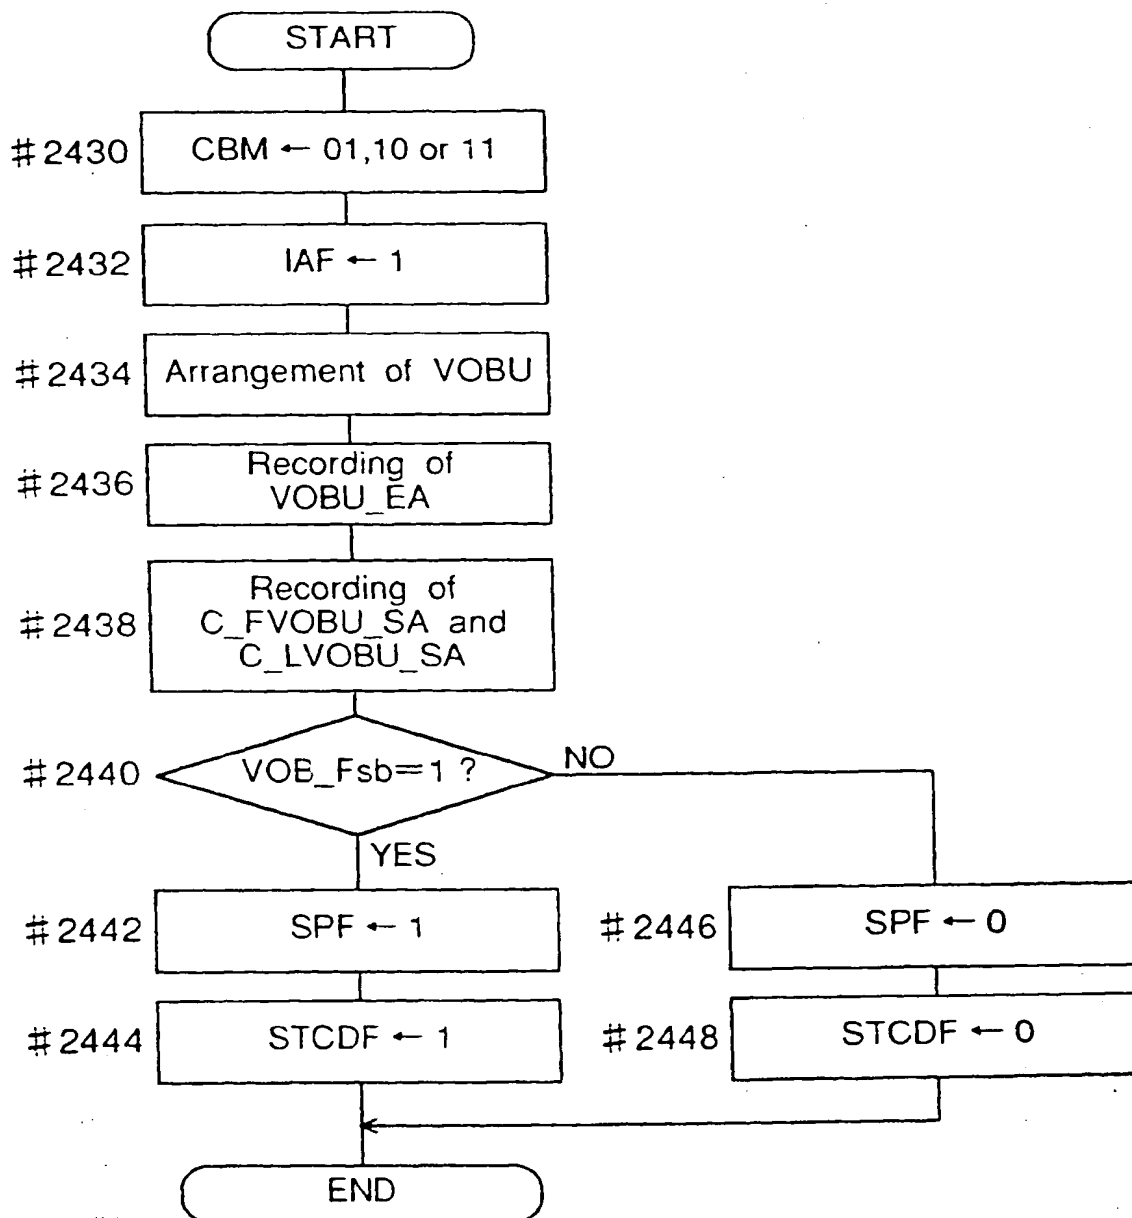 START
#2430
CBM ← 01,10 or 11
#2432
IAF ← 1
#2434
Arrangement of VOBU
#2436
Recording of
VOBU_EA
#2438
Recording of
C_FVOBU_SA and
C_LVOBU_SA
#2440
VOB_Fsb=1 ?
NO
YES
#2442
SPF ← 1
#2446
SPF ← 0
#2444
STCDF ← 1
#2448
STCDF ← 0
END